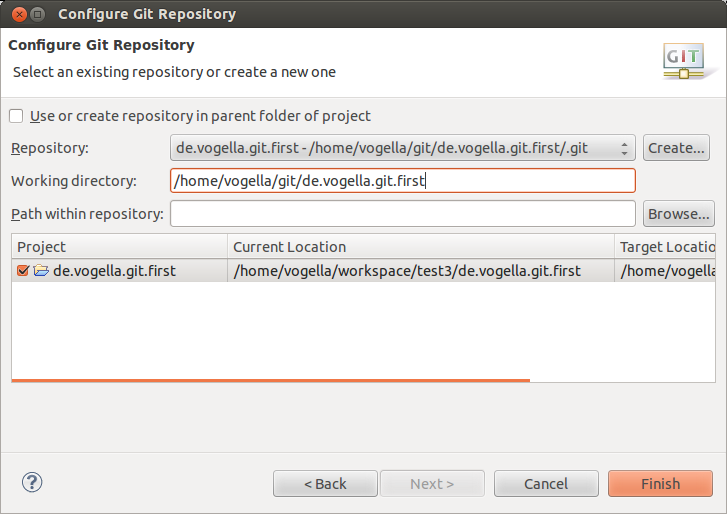 Configure Git Repository
Configure Git Repository
Select an existing repository or create a new one
GIT
Use or create repository in parent folder of project
Repository: de.vogella.git.first - /home/vogella/git/de.vogella.git.first/.git Create...
Working directory: /home/vogella/git/de.vogella.git.first
Path within repository: Browse...
Project Current Location Target Locatio
de.vogella.git.first /home/vogella/workspace/test3/de.vogella.git.first /home/vogella
? < Back Next > Cancel Finish